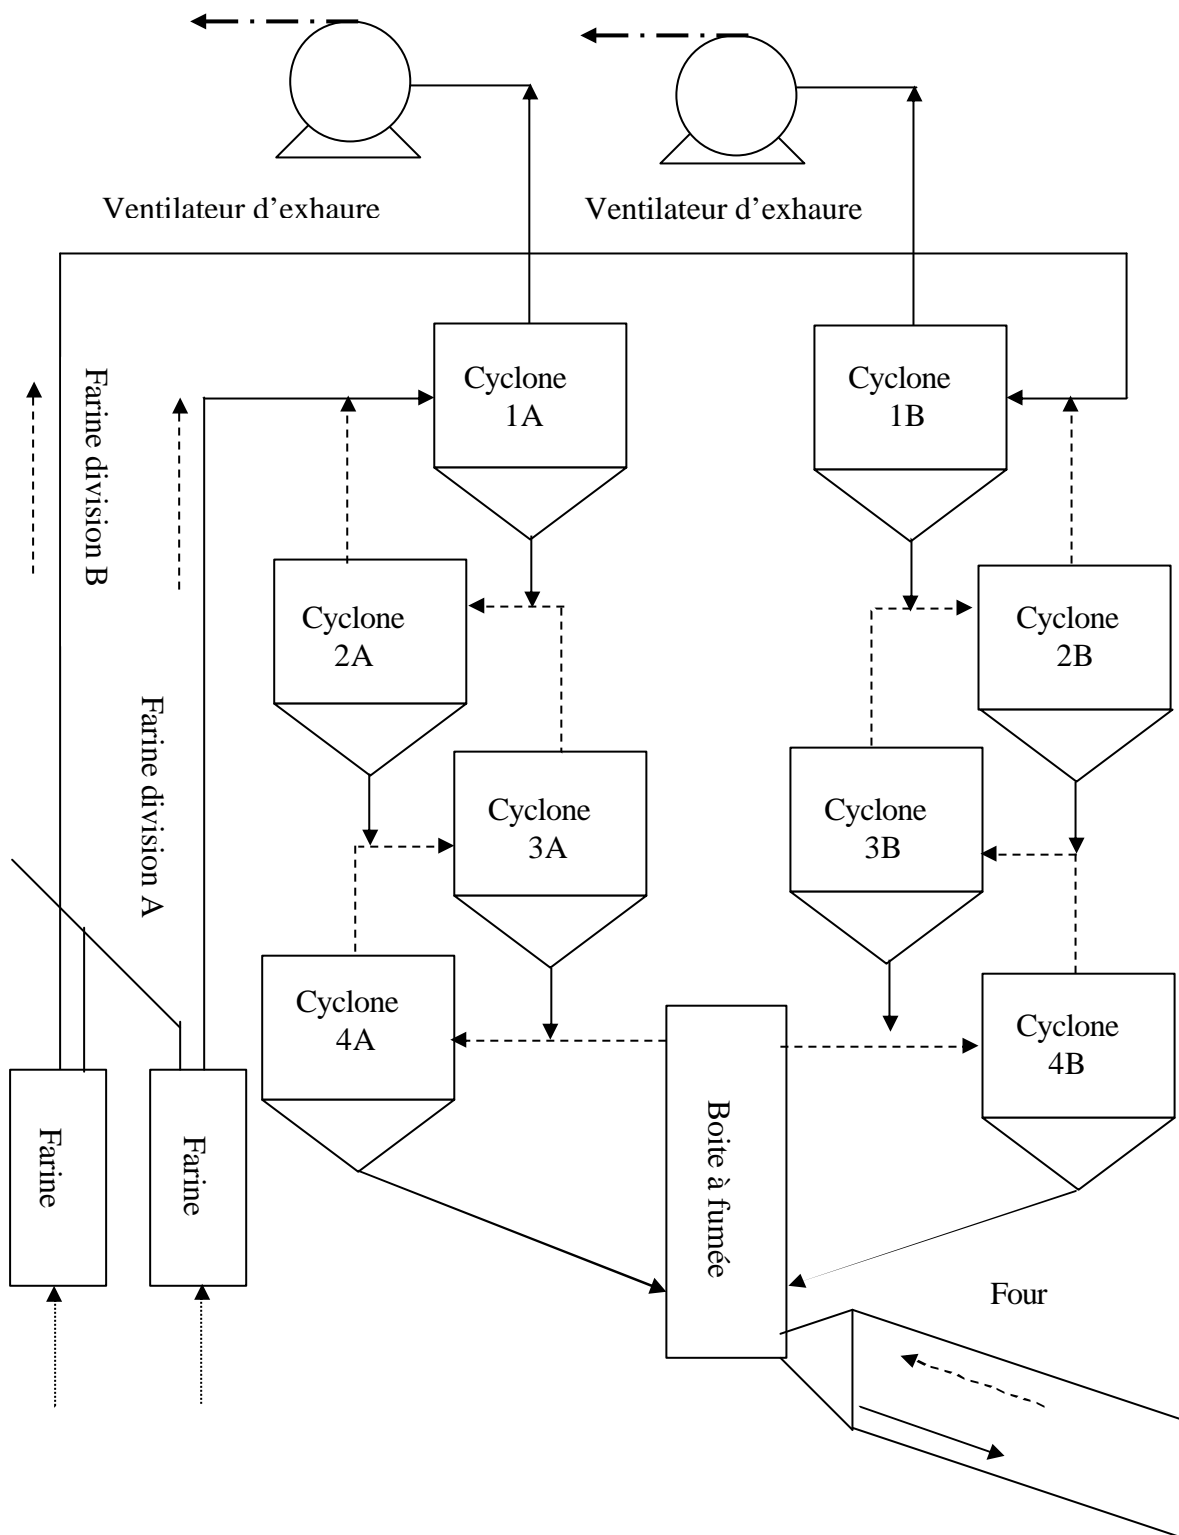 Ventilateur d’exhaure
Ventilateur d’exhaure
Cyclone
1A
Cyclone
1B
Farine division B
Farine division A
Cyclone
2A
Cyclone
2B
Cyclone
3A
Cyclone
3B
Cyclone
4A
Cyclone
4B
Farine
Farine
Boite à fumée
Four